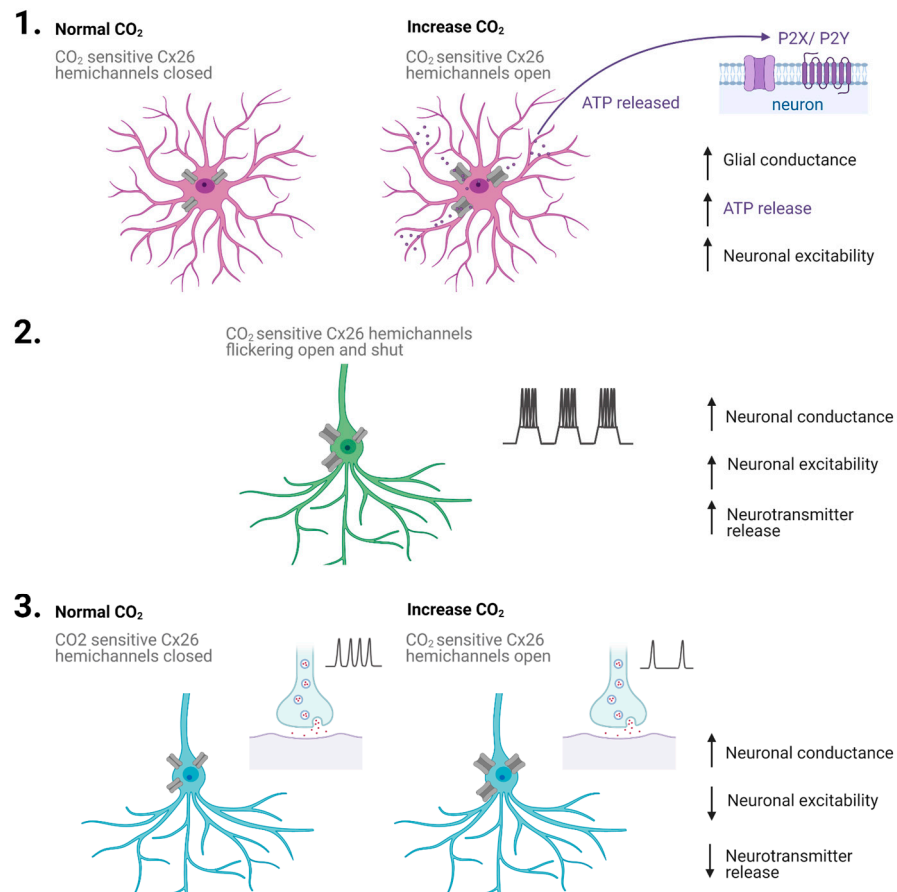 1.
Normal CO₂
CO₂ sensitive Cx26
hemichannels closed
Increase CO₂
CO₂ sensitive Cx26
hemichannels open
ATP released
P2X/ P2Y
neuron
Glial conductance
ATP release
Neuronal excitability
2.
CO₂ sensitive Cx26 hemichannels
flickering open and shut
Neuronal conductance
Neuronal excitability
Neurotransmitter
release
3.
Normal CO₂
CO2 sensitive Cx26
hemichannels closed
Increase CO₂
CO₂ sensitive Cx26
hemichannels open
Neuronal conductance
Neuronal excitability
Neurotransmitter
release